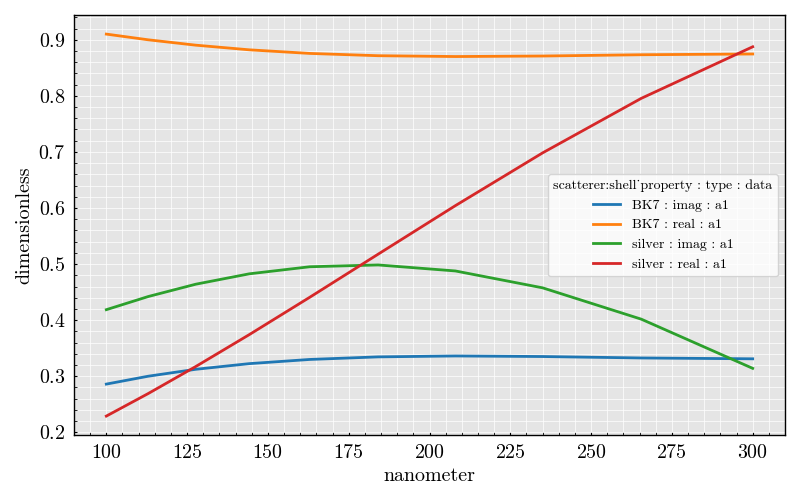 0.9
0.8
0.7
0.6
0.5
0.4
0.3
0.2
dimensionless
scatterer:shell˙property : type : data
BK7 : imag : a1
BK7 : real : a1
silver : imag : a1
silver : real : a1
100 125 150 175 200 225 250 275 300
nanometer